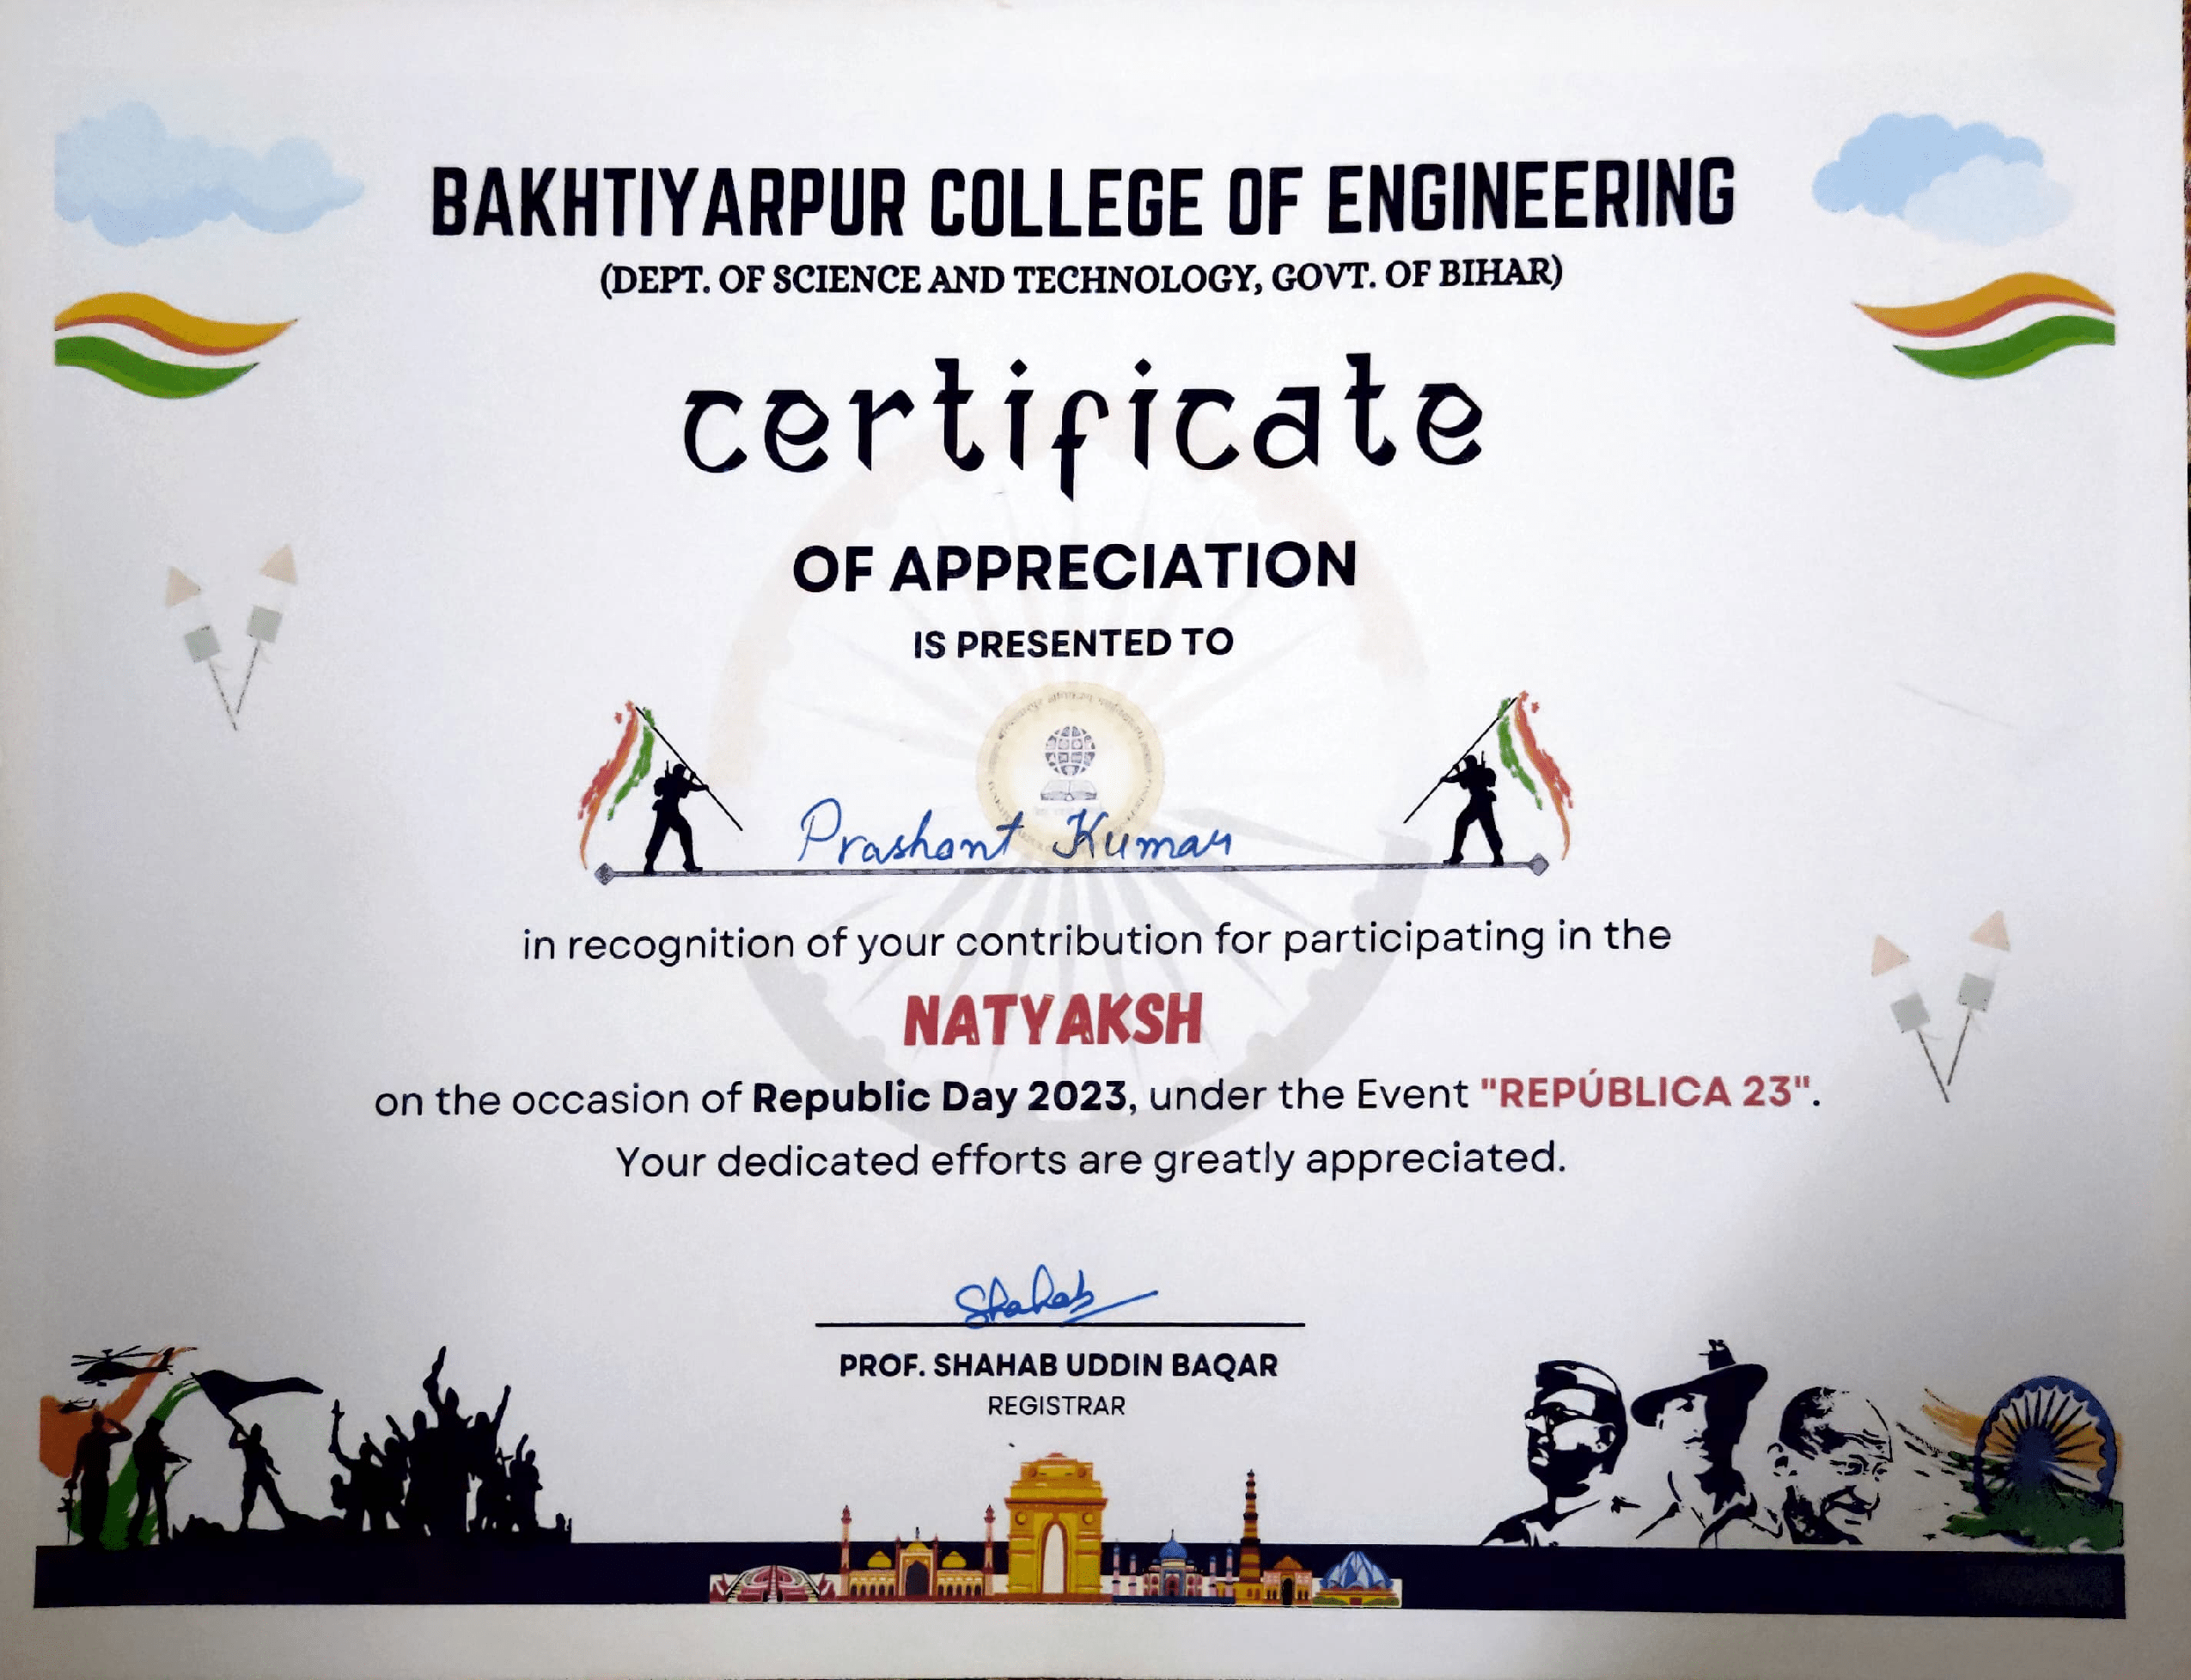 BAKHTIYARPUR COLLEGE OF ENGINEERING
(DEPT. OF SCIENCE AND TECHNOLOGY, GOVT. OF BIHAR)
certificate
OF APPRECIATION
IS PRESENTED TO
Prashant Kumar
in recognition of your contribution for participating in the
NATYAKSH
on the occasion of Republic Day 2023, under the Event "REPÚBLICA 23".
Your dedicated efforts are greatly appreciated.
Shahab
PROF. SHAHAB UDDIN BAQAR
REGISTRAR